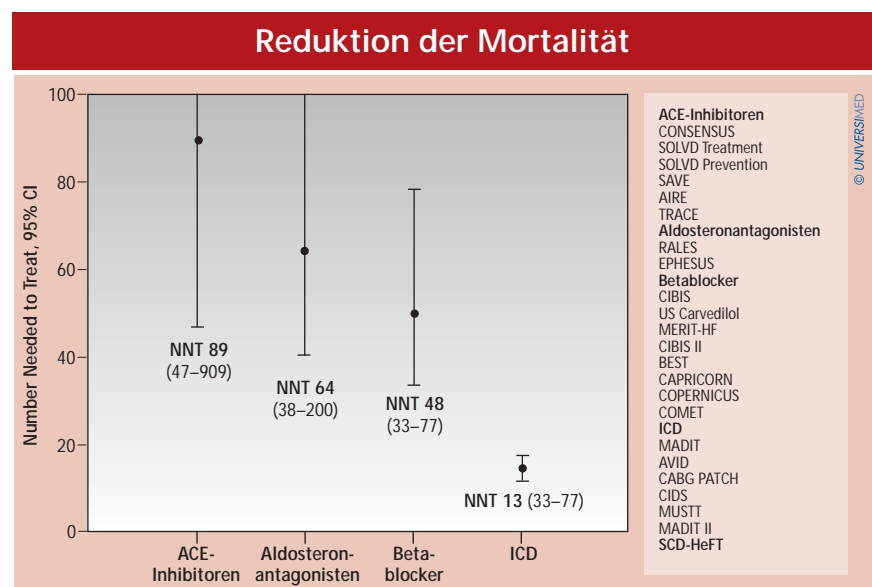 Reduktion der Mortalität
Number Needed to Treat, 95% CI
100
80
60
40
20
0
NNT 89
(47–909)
NNT 64
(38–200)
NNT 48
(33–77)
NNT 13 (33–77)
ACE-
Inhibitoren
Aldosteron-
antagonisten
Beta-
blocker
ICD
ACE-Inhibitoren
CONSENSUS
SOLVD Treatment
SOLVD Prevention
SAVE
AIRE
TRACE
Aldosteronantagonisten
RALES
EPHESUS
Betablocker
CIBIS
US Carvedilol
MERIT-HF
CIBIS II
BEST
CAPRICORN
COPERNICUS
COMET
ICD
MADIT
AVID
CABG PATCH
CIDS
MUSTT
MADIT II
SCD-HeFT
© UNIVERSIMED